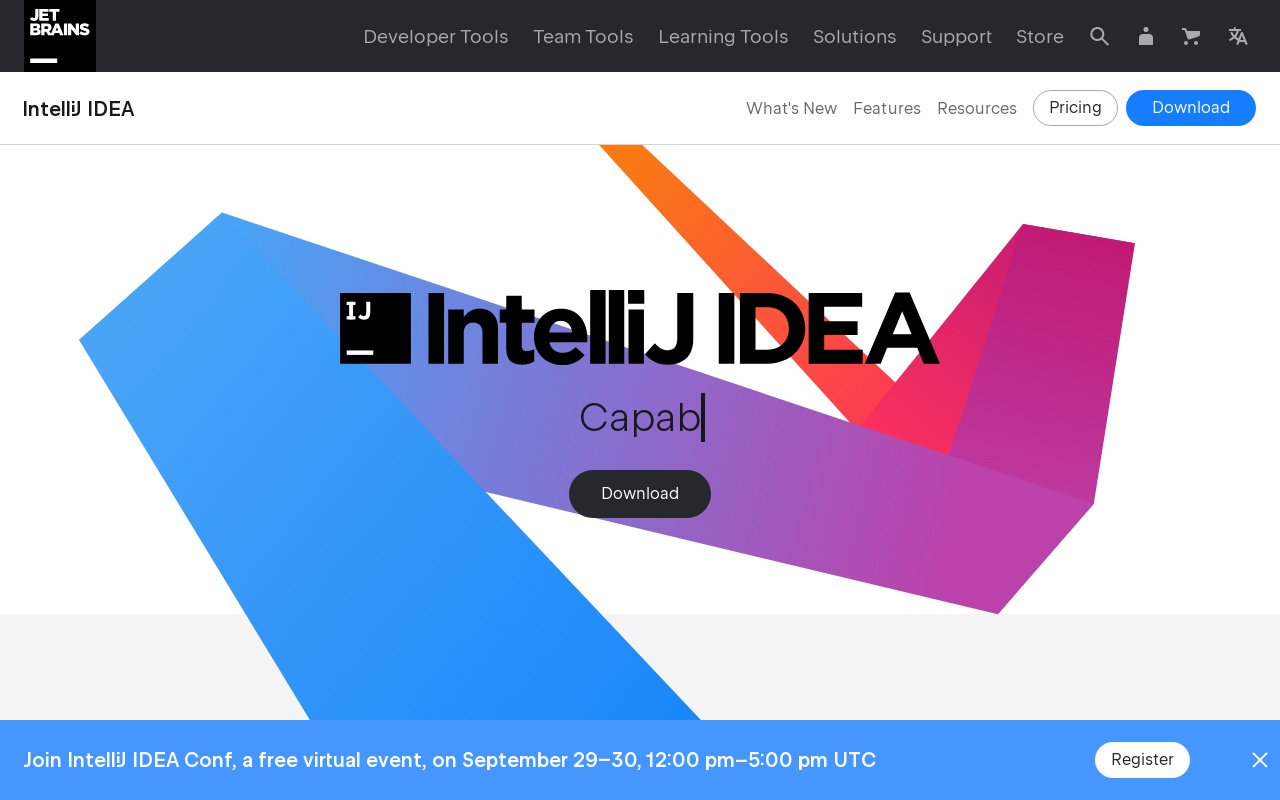 JET
BRAINS
Developer Tools
Team Tools
Learning Tools
Solutions
Support
Store
IntelliJ IDEA
What's New
Features
Resources
Pricing
Download
IJ
IntelliJ IDEA
Capab
Download
Join IntelliJ IDEA Conf, a free virtual event, on September 29–30, 12:00 pm–5:00 pm UTC
Register